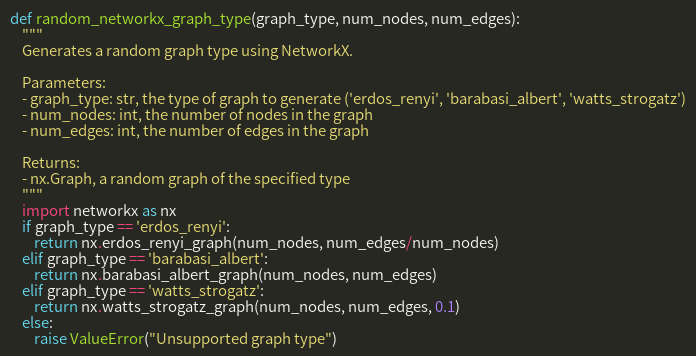 def random_networkx_graph_type(graph_type, num_nodes, num_edges):
"""
Generates a random graph type using NetworkX.
Parameters:
- graph_type: str, the type of graph to generate ('erdos_renyi', 'barabasi_albert', 'watts_strogatz')
- num_nodes: int, the number of nodes in the graph
- num_edges: int, the number of edges in the graph
Returns:
- nx.Graph, a random graph of the specified type
"""
import networkx as nx
if graph_type == 'erdos_renyi':
return nx.erdos_renyi_graph(num_nodes, num_edges/num_nodes)
elif graph_type == 'barabasi_albert':
return nx.barabasi_albert_graph(num_nodes, num_edges)
elif graph_type == 'watts_strogatz':
return nx.watts_strogatz_graph(num_nodes, num_edges, 0.1)
else:
raise ValueError("Unsupported graph type")